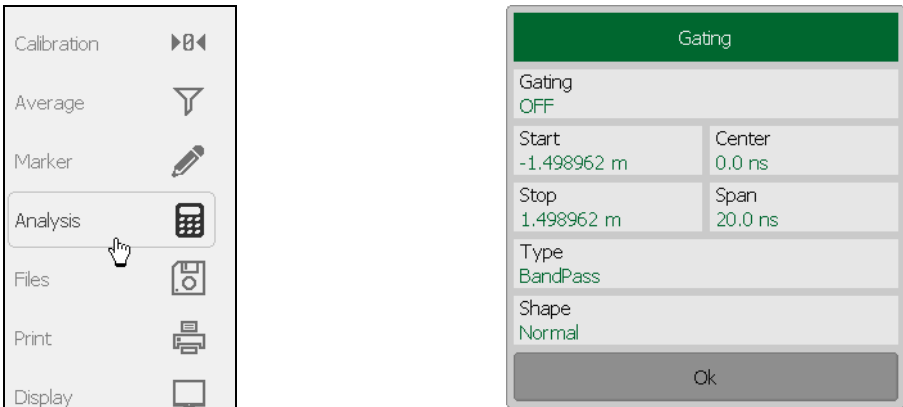 Calibration
Average
Marker
Analysis
Files
Print
Display
Gating
Gating
OFF
Start
-1.498962 m
Center
0.0 ns
Stop
1.498962 m
Span
20.0 ns
Type
BandPass
Shape
Normal
Ok